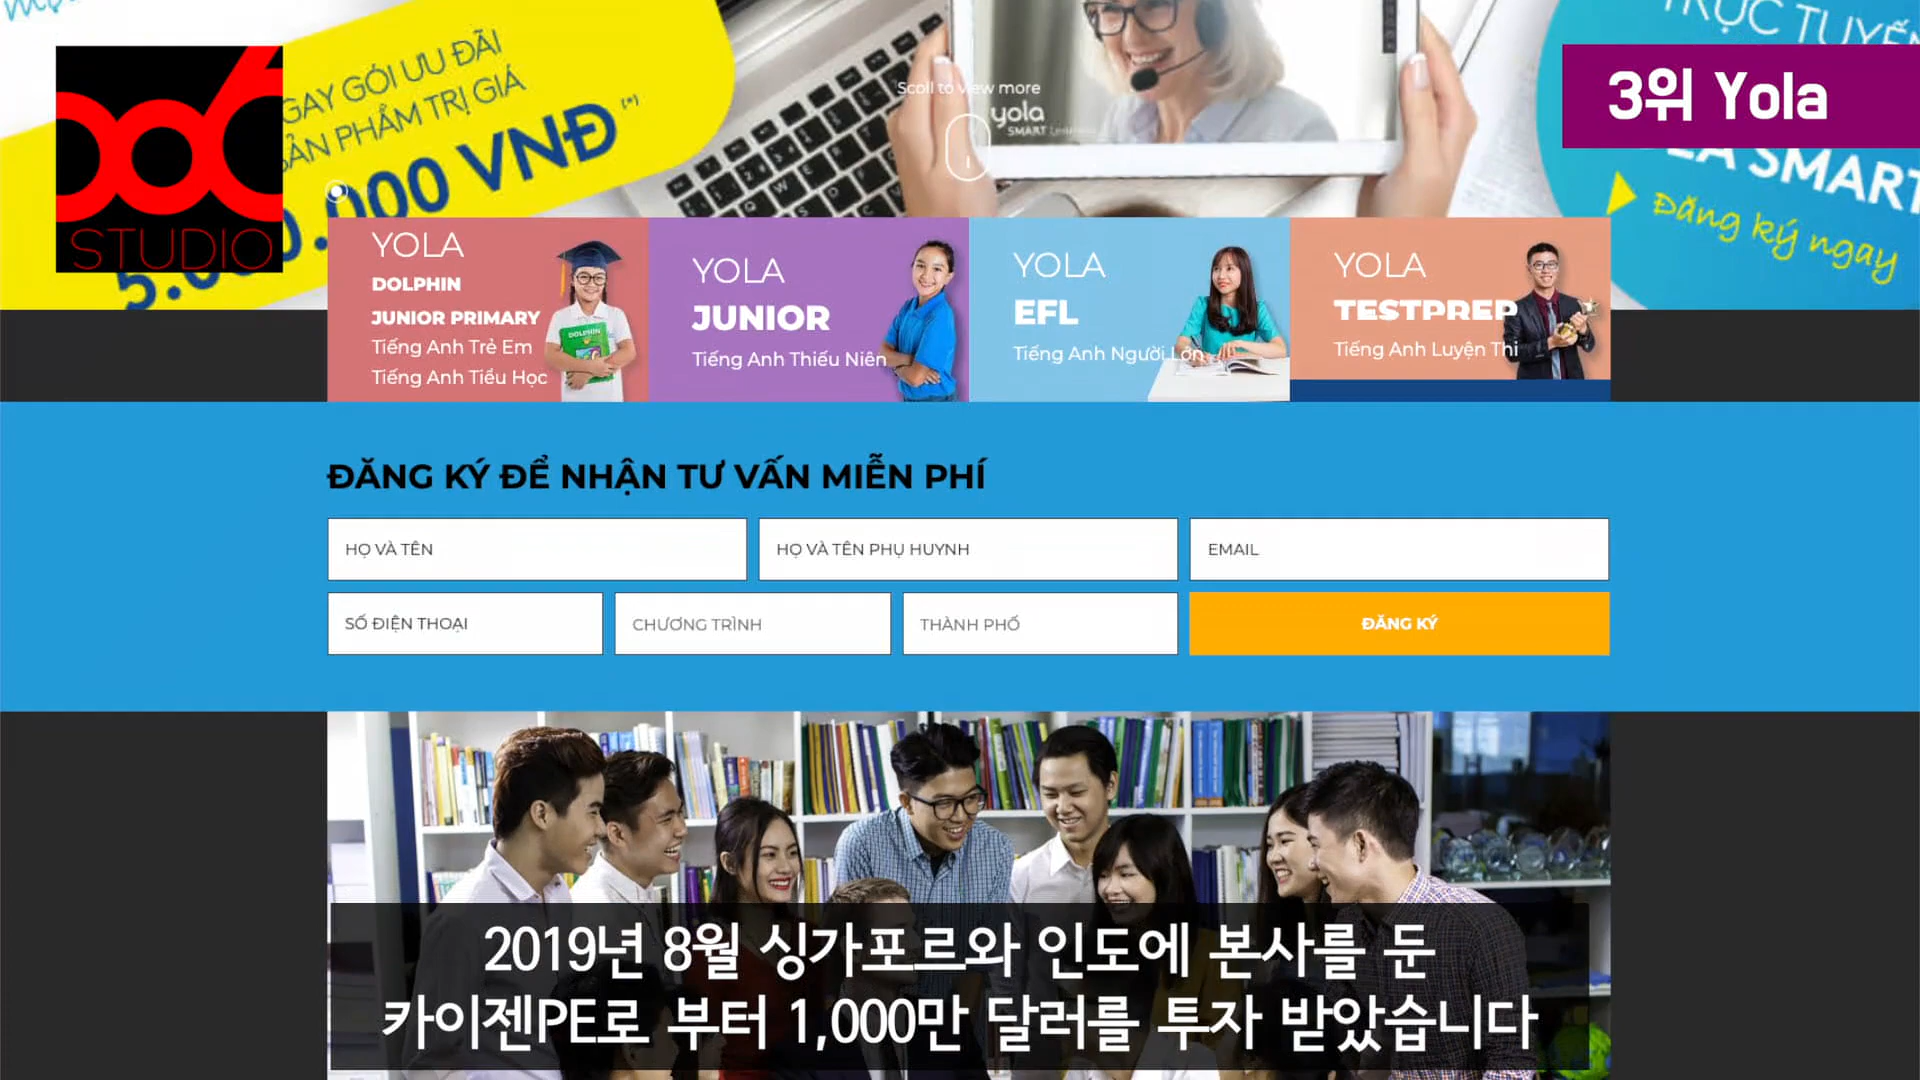 GAY GÓI ƯU ĐÃI
SẢN PHẨM TRỊ GIÁ
.000 VNĐ (*)
STUDIO
Scoll to view more
yola
SMART
TRỰC TUYẾN
3위 Yola
SMART
Đăng ký ngay
YOLA
DOLPHIN
JUNIOR PRIMARY
Tiếng Anh Trẻ Em
Tiếng Anh Tiểu Học
DOLPHIN
YOLA
JUNIOR
Tiếng Anh Thiếu Niên
YOLA
EFL
Tiếng Anh Người Lớn
YOLA
TESTPREP
Tiếng Anh Luyện Thi
ĐĂNG KÝ ĐỂ NHẬN TƯ VẤN MIỄN PHÍ
HỌ VÀ TÊN
HỌ VÀ TÊN PHỤ HUYNH
EMAIL
SỐ ĐIỆN THOẠI
CHƯƠNG TRÌNH
THÀNH PHỐ
ĐĂNG KÝ
2019년 8월 싱가포르와 인도에 본사를 둔
카이젠PE로 부터 1,000만 달러를 투자 받았습니다